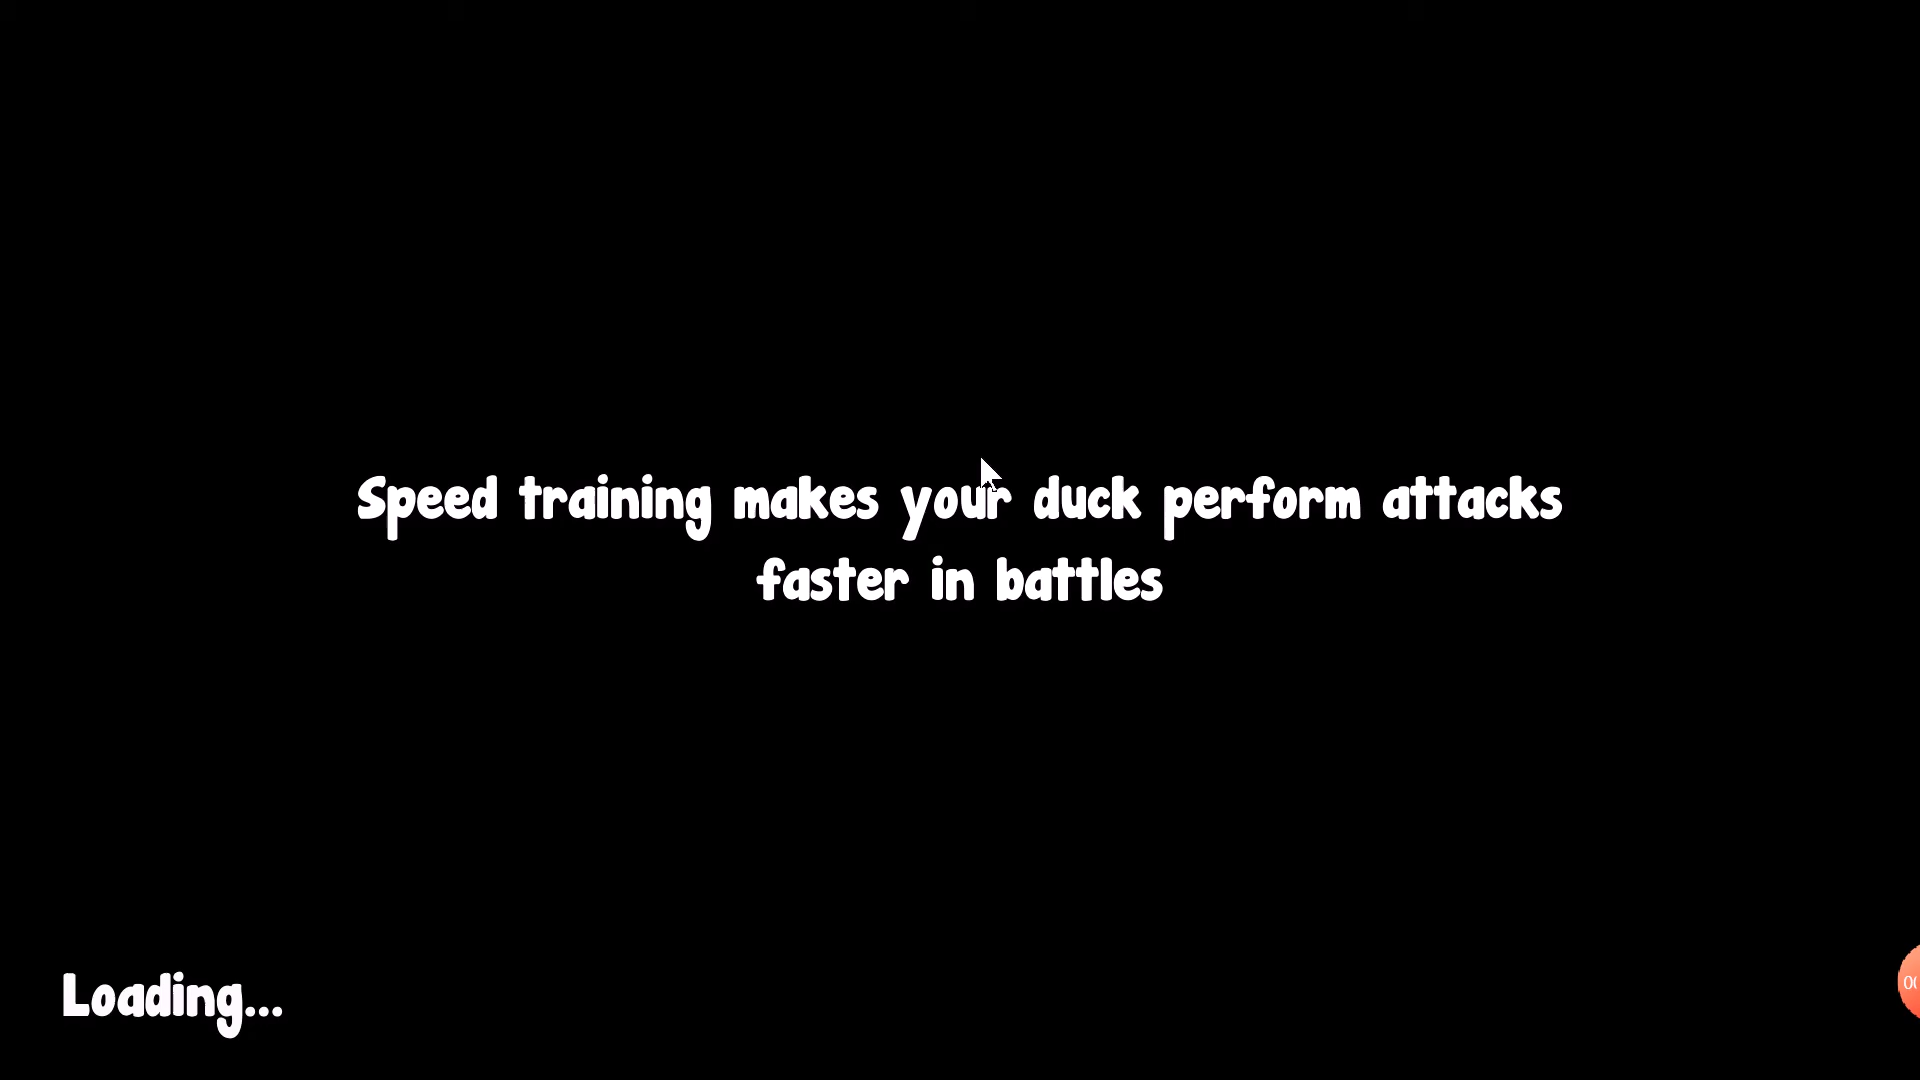 Speed training makes your duck perform attacks
faster in battles
Loading...